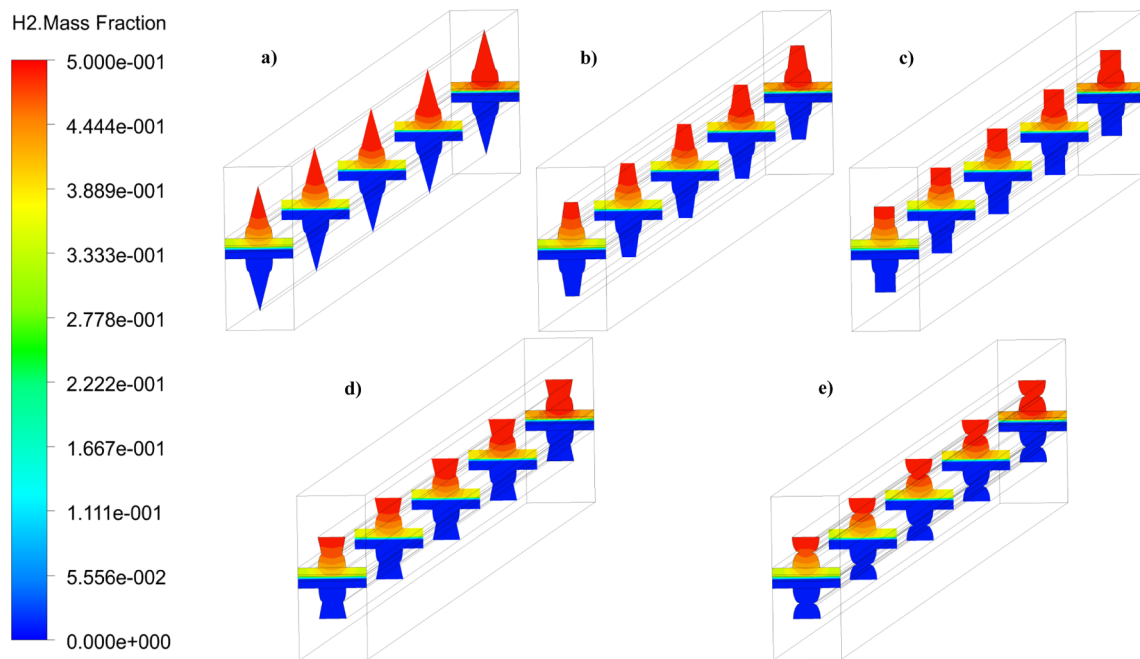 H2.Mass Fraction
5.000e-001
4.444e-001
3.889e-001
3.333e-001
2.778e-001
2.222e-001
1.667e-001
1.111e-001
5.556e-002
0.000e+000
a)
b)
c)
d)
e)